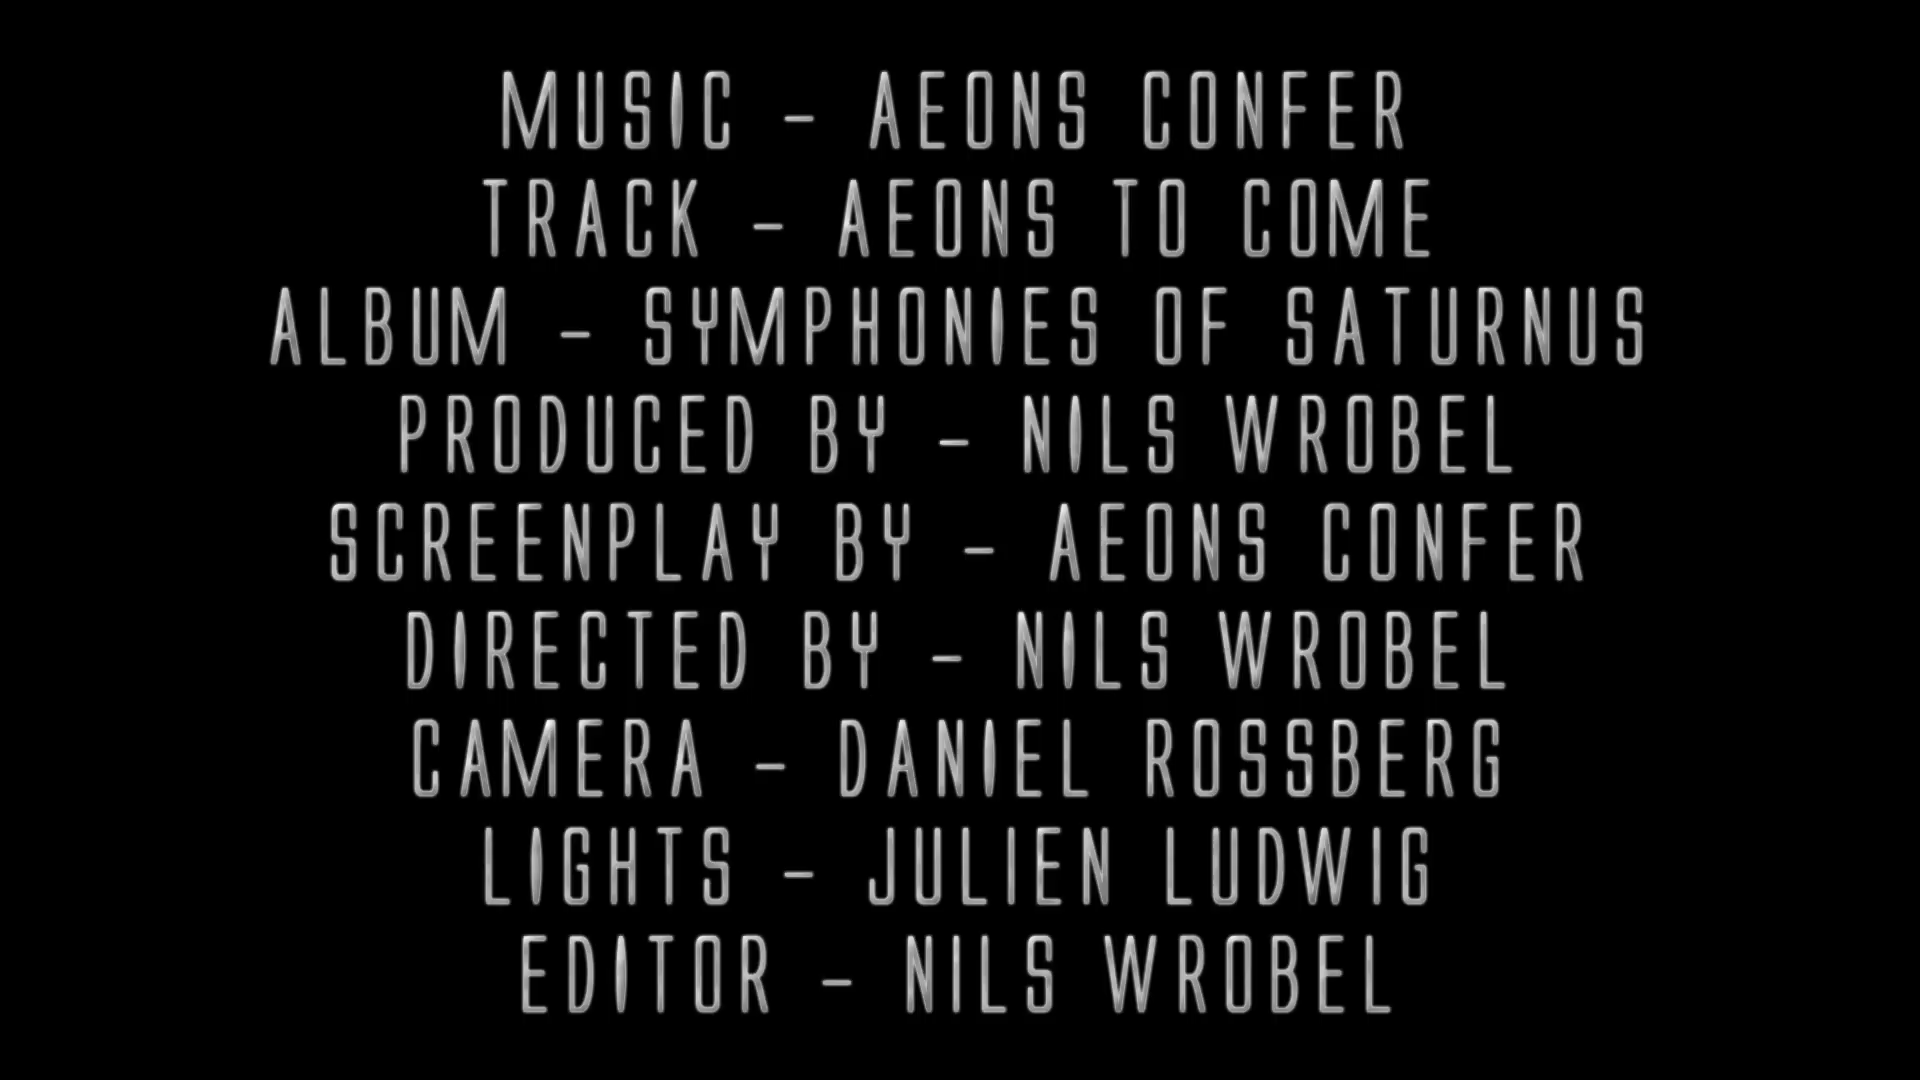 MUSIC – AEONS CONFER
TRACK – AEONS TO COME
ALBUM – SYMPHONIES OF SATURNUS
PRODUCED BY – NILS WROBEL
SCREENPLAY BY – AEONS CONFER
DIRECTED BY – NILS WROBEL
CAMERA – DANIEL ROSSBERG
LIGHTS – JULIEN LUDWIG
EDITOR – NILS WROBEL